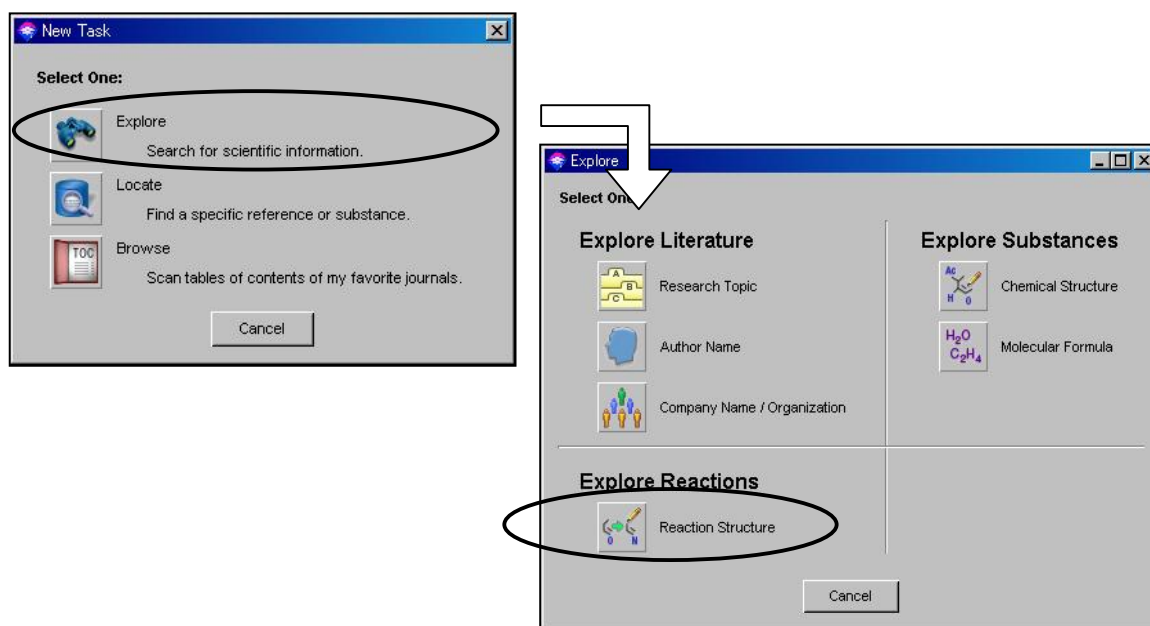 New Task
Select One:
Explore
Search for scientific information.
Locate
Find a specific reference or substance.
TOC
Browse
Scan tables of contents of my favorite journals.
Cancel
Explore
Select One
Explore Literature
A
B
C
Research Topic
Author Name
Company Name / Organization
Explore Substances
Ac
H O
Chemical Structure
H₂O
C₂H₄
Molecular Formula
Explore Reactions
O N
Reaction Structure
Cancel